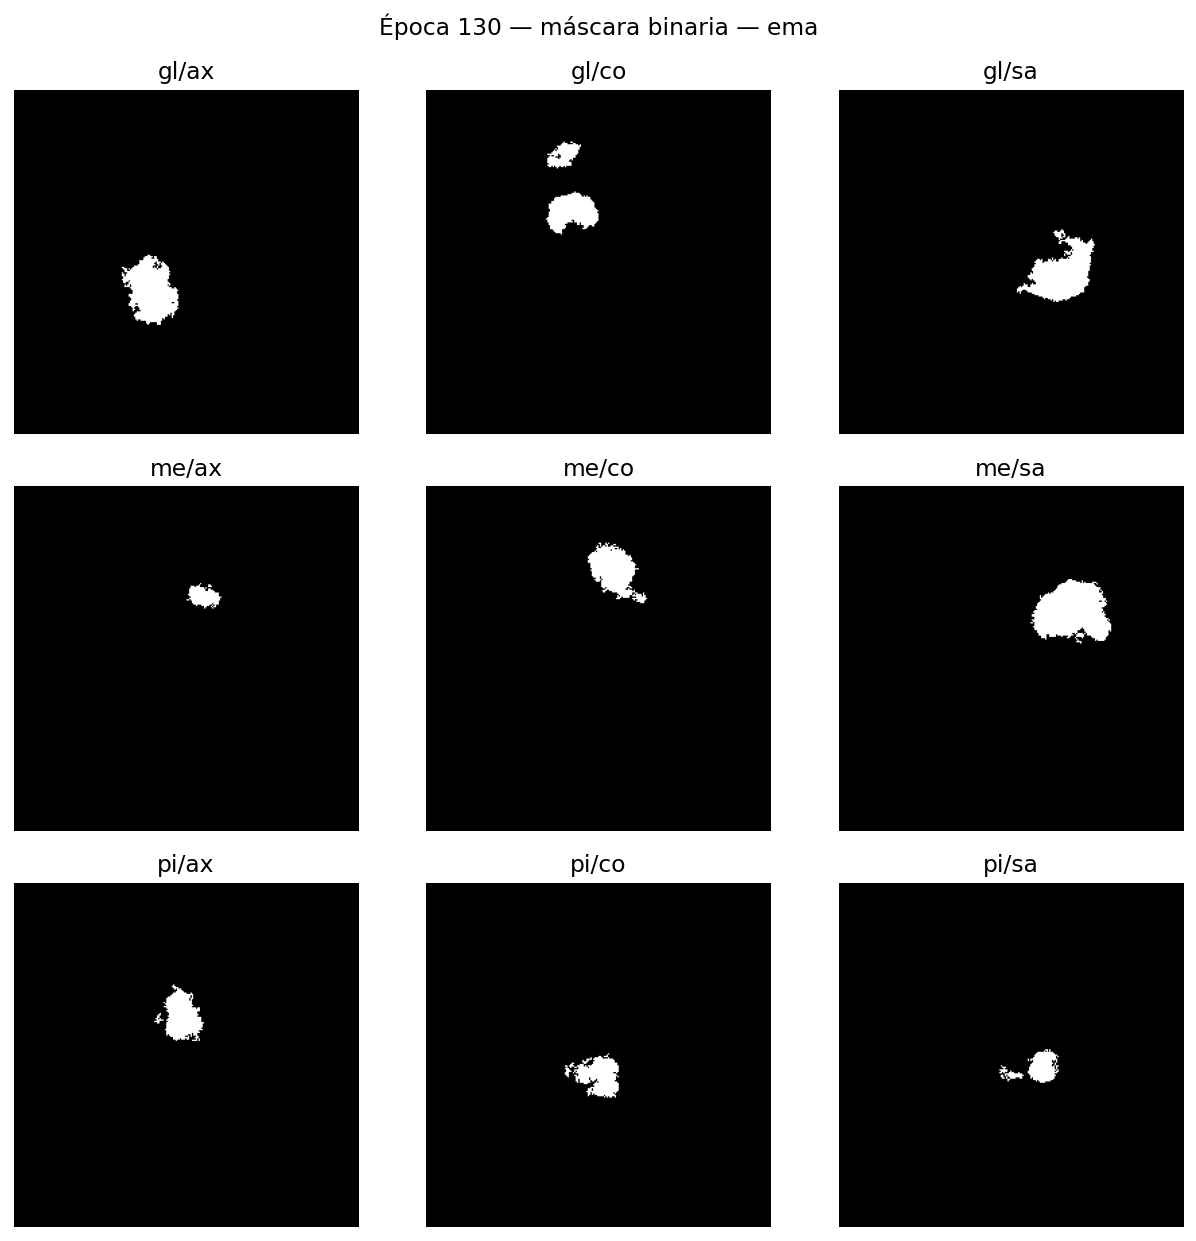 Época 130 — máscara binaria — ema
gl/ax
gl/co
gl/sa
me/ax
me/co
me/sa
pi/ax
pi/co
pi/sa